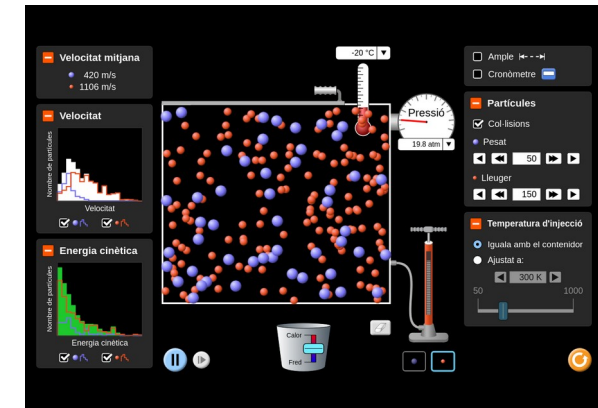 Velocitat mitjana
420 m/s
1106 m/s
Velocitat
Nombre de partícules
Velocitat
Energia cinètica
Nombre de partícules
Energia cinètica
-20 °C
Pressió
19.8 atm
Calor
Fred
Ample
Cronòmetre
Partícules
Col·lisions
Pesat
50
Lleuger
150
Temperatura d'injecció
Iguala amb el contenidor
Ajustat a:
300 K
50 1000